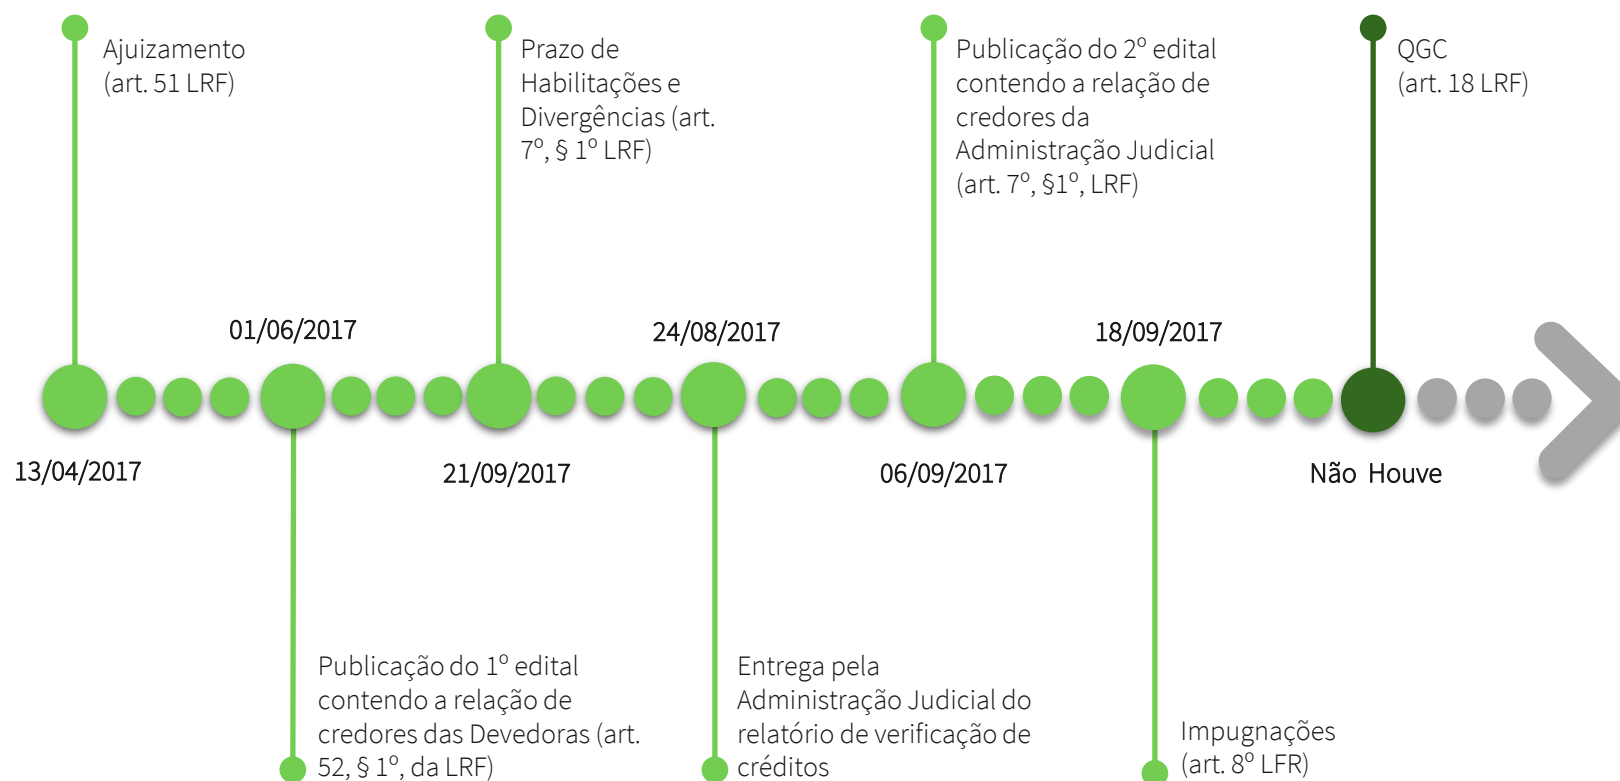 Ajuizamento
(art. 51 LRF)
Prazo de
Habilitações e
Divergências (art.
7º, § 1º LRF)
Publicação do 2º edital
contendo a relação de
credores da
Administração Judicial
(art. 7º, §1º, LRF)
QGC
(art. 18 LRF)
01/06/2017
24/08/2017
18/09/2017
13/04/2017
21/09/2017
06/09/2017
Não Houve
Publicação do 1º edital
contendo a relação de
credores das Devedoras (art.
52, § 1º, da LRF)
Entrega pela
Administração Judicial do
relatório de verificação de
créditos
Impugnações
(art. 8º LFR)